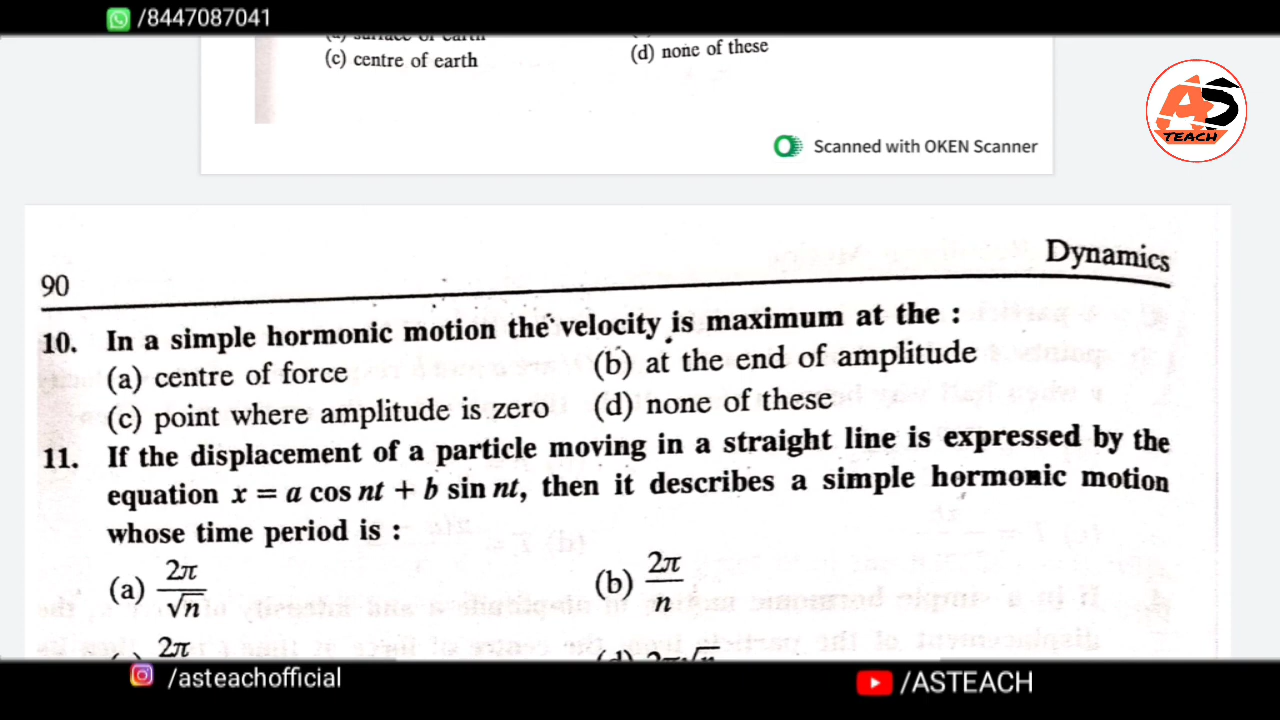 /8447087041
(c) centre of earth
(d) none of these
AS
TEACH
Scanned with OKEN Scanner
90
Dynamics
10. In a simple hormonic motion the velocity is maximum at the :
(a) centre of force (b) at the end of amplitude
(c) point where amplitude is zero (d) none of these
11. If the displacement of a particle moving in a straight line is expressed by the
equation x = a cos nt + b sin nt, then it describes a simple hormonic motion
whose time period is :
(a) 2π/√n (b) 2π/n
2π
/asteachofficial
/ASTEACH